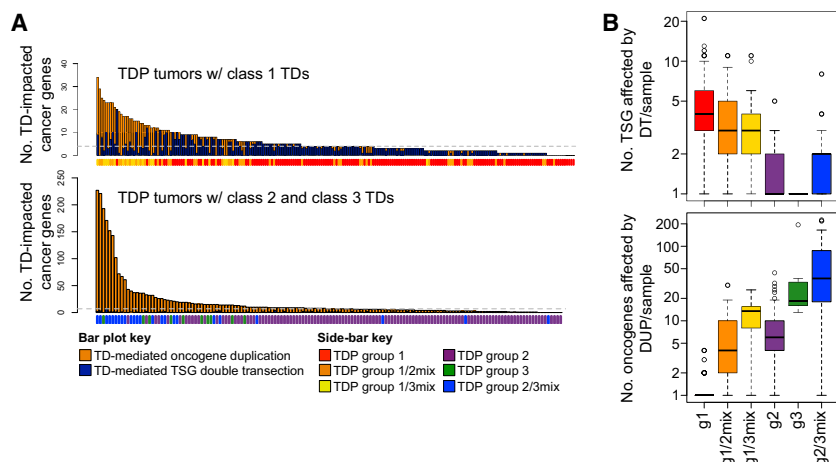 A
TDP tumors w/ class 1 TDs
No. TD-impacted
cancer genes
40
30
20
10
0
TDP tumors w/ class 2 and class 3 TDs
No. TD-impacted
cancer genes
250
200
150
100
50
0
Bar plot key
TD-mediated oncogene duplication
TD-mediated TSG double transection
Side-bar key
TDP group 1
TDP group 1/2mix
TDP group 1/3mix
TDP group 2
TDP group 3
TDP group 2/3mix
B
No. TSG affected by
DT/sample
20
10
5
2
1
No. oncogenes affected by
DUP/sample
200
100
50
20
10
5
2
1
g1
g1/2mix
g1/3mix
g2
g3
g2/3mix